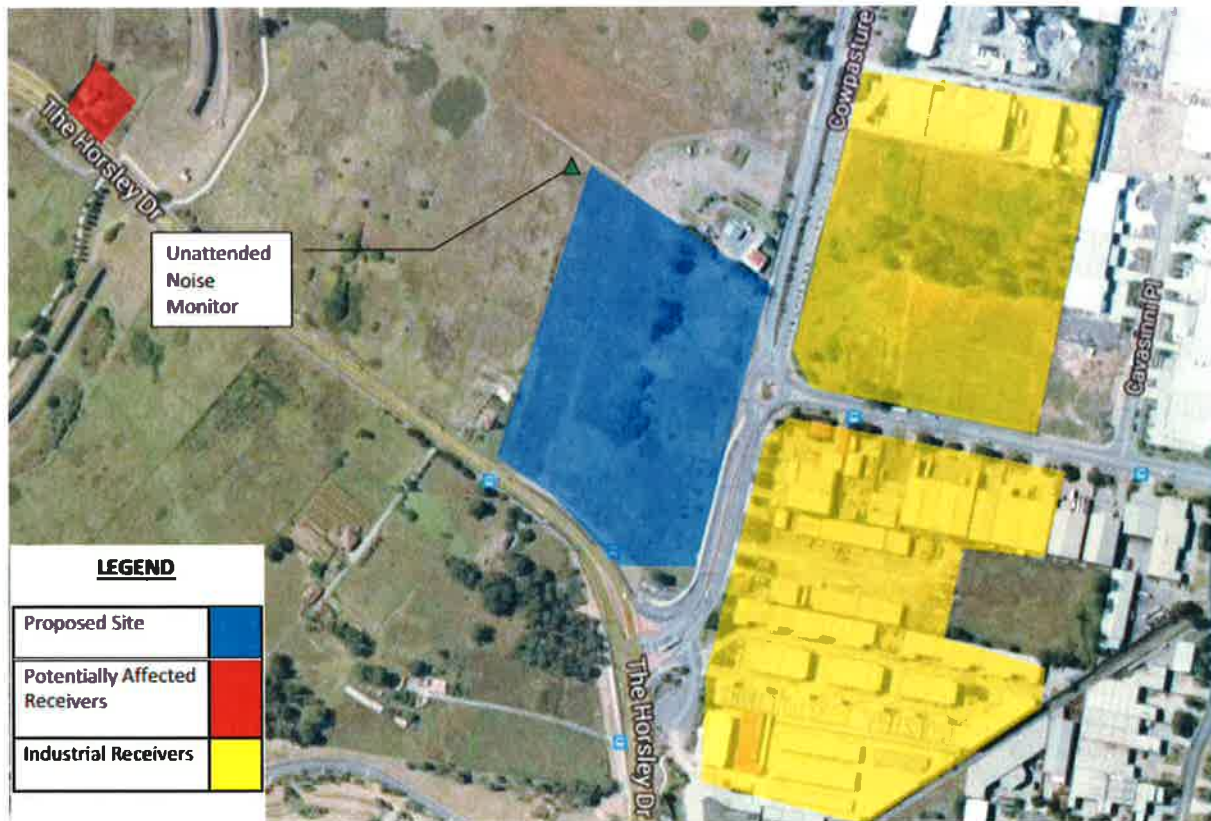 Cowpasture
The Horsley Dr
Unattended
Noise
Monitor
Cavasinni Pl
LEGEND
Proposed Site
Potentially Affected
Receivers
Industrial Receivers
The Horsley Dr